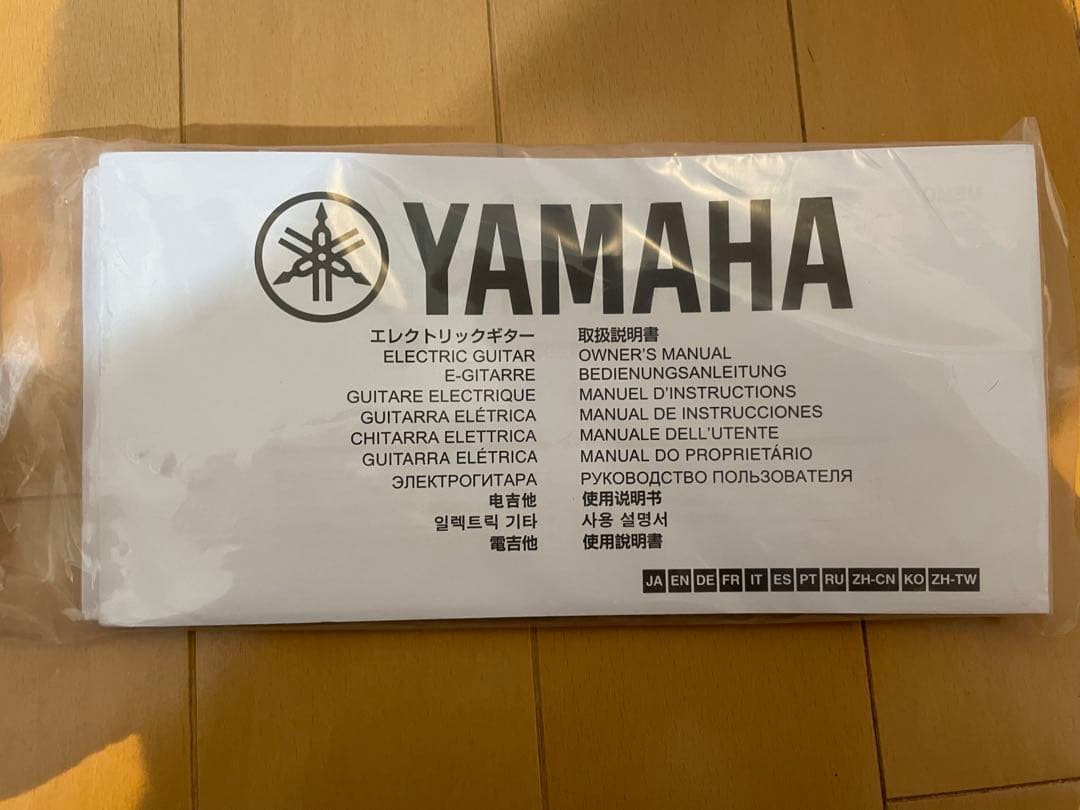 YAMAHA
エレクトリックギター 取扱説明書
ELECTRIC GUITAR OWNER'S MANUAL
E-GITARRE BEDIENUNGSANLEITUNG
GUITARE ELECTRIQUE MANUEL D'INSTRUCTIONS
GUITARRA ELÉTRICA MANUAL DE INSTRUCCIONES
CHITARRA ELETTRICA MANUALE DELL'UTENTE
GUITARRA ELÉTRICA MANUAL DO PROPRIETÁRIO
ЭЛЕКТРОГИТАРА РУКОВОДСТВО ПОЛЬЗОВАТЕЛЯ
电吉他 使用说明书
일렉트릭 기타 사용 설명서
電吉他 使用說明書
JA EN DE FR IT ES PT RU ZH-CN KO ZH-TW